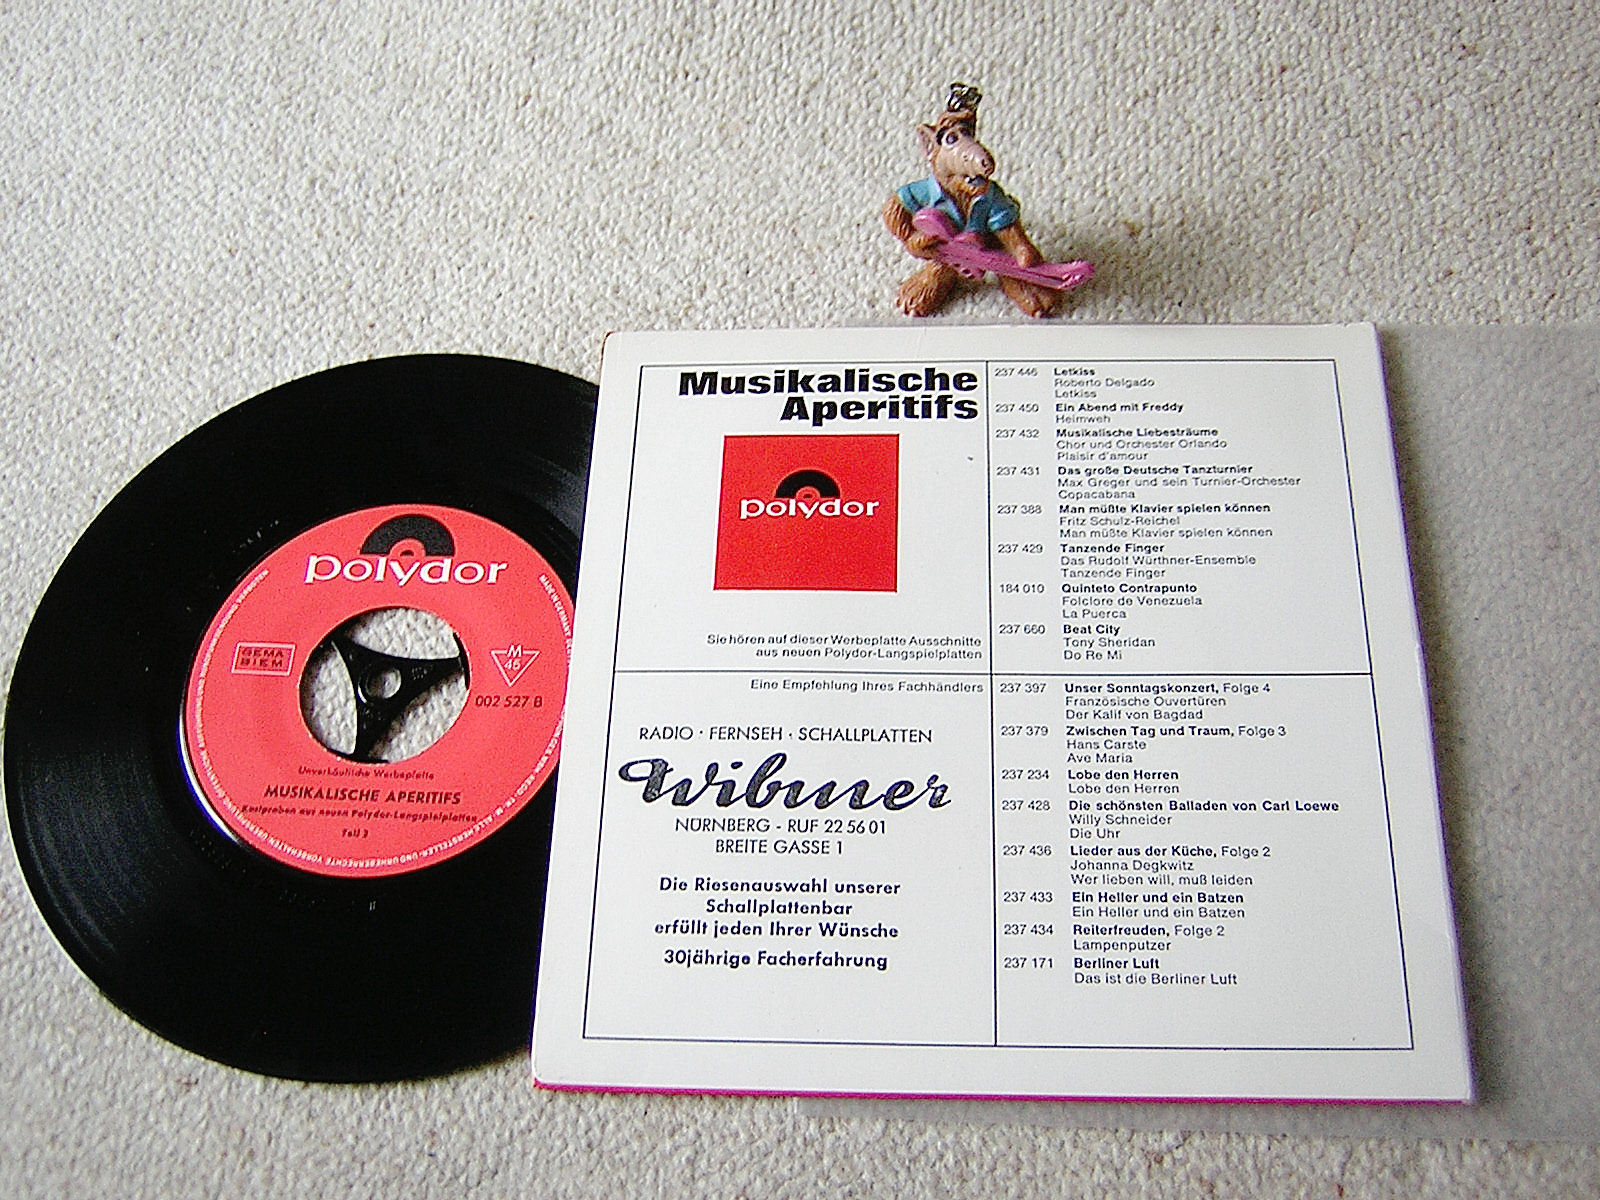 polydor
GEMA
BIEM
M
45
002 527 B
Unverkäufliche Werbeplatte
MUSIKALISCHE APERITIFS
Kostproben aus neuen Polydor-Langspielplatten
Teil 2
MADE IN GERMANY
Musikalische
Aperitifs
polydor
Sie hören auf dieser Werbeplatte Ausschnitte
aus neuen Polydor-Langspielplatten
Eine Empfehlung Ihres Fachhändlers
RADIO · FERNSEH · SCHALLPLATTEN
Wibmer
NÜRNBERG - RUF 22 56 01
BREITE GASSE 1
Die Riesenauswahl unserer
Schallplattenbar
erfüllt jeden Ihrer Wünsche
30jährige Facherfahrung
237 446 Letkiss
Roberto Delgado
Letkiss
237 450 Ein Abend mit Freddy
Heimweh
237 432 Musikalische Liebesträume
Chor und Orchester Orlando
Plaisir d'amour
237 431 Das große Deutsche Tanzturnier
Max Greger und sein Turnier-Orchester
Copacabana
237 388 Man müßte Klavier spielen können
Fritz Schulz-Reichel
Man müßte Klavier spielen können
237 429 Tanzende Finger
Das Rudolf Würthner-Ensemble
Tanzende Finger
184 010 Quinteto Contrapunto
Folclore de Venezuela
La Puerca
237 660 Beat City
Tony Sheridan
Do Re Mi
237 397 Unser Sonntagskonzert, Folge 4
Französische Ouvertüren
Der Kalif von Bagdad
237 379 Zwischen Tag und Traum, Folge 3
Hans Carste
Ave Maria
237 234 Lobe den Herren
Lobe den Herren
237 428 Die schönsten Balladen von Carl Loewe
Willy Schneider
Die Uhr
237 436 Lieder aus der Küche, Folge 2
Johanna Degkwitz
Wer lieben will, muß leiden
237 433 Ein Heller und ein Batzen
Ein Heller und ein Batzen
237 434 Reiterfreuden, Folge 2
Lampenputzer
237 171 Berliner Luft
Das ist die Berliner Luft